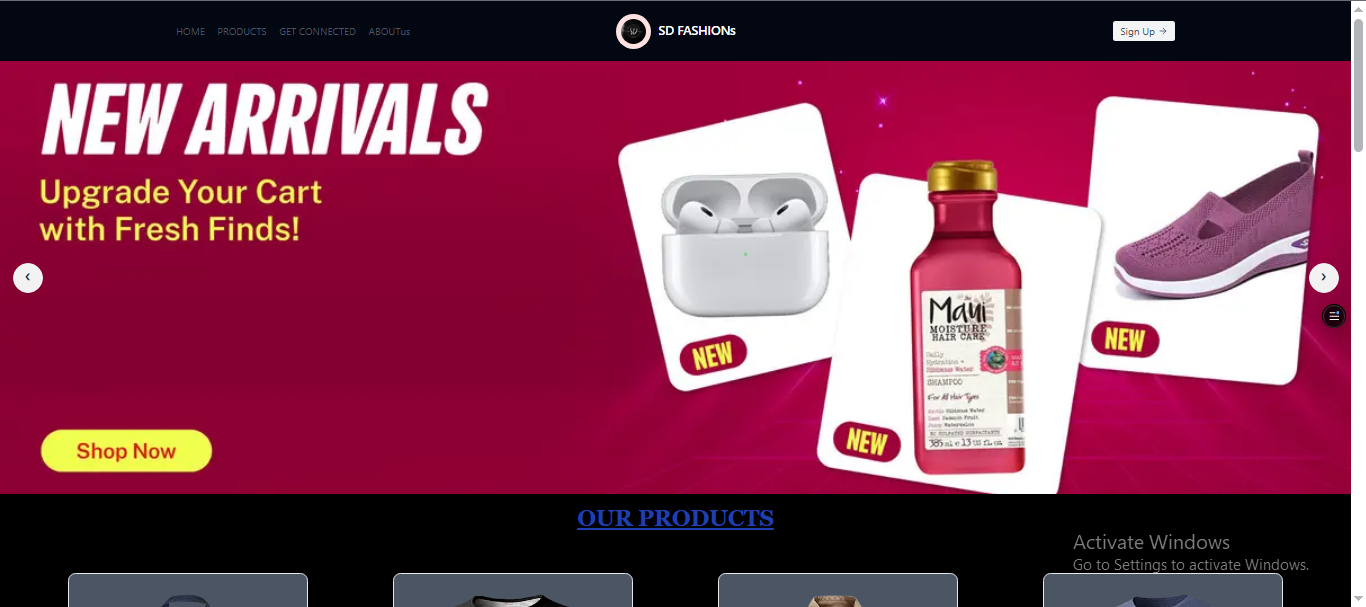 HOME PRODUCTS GET CONNECTED ABOUTus
SD FASHIONs
Sign Up →
NEW ARRIVALS
Upgrade Your Cart
with Fresh Finds!
Shop Now
NEW
Maui
MOISTURE
HAIR CARE
Daily
Hydration +
Hibiscus Water
SHAMPOO
For All Hair Types
NEW
NEW
OUR PRODUCTS
Activate Windows
Go to Settings to activate Windows.